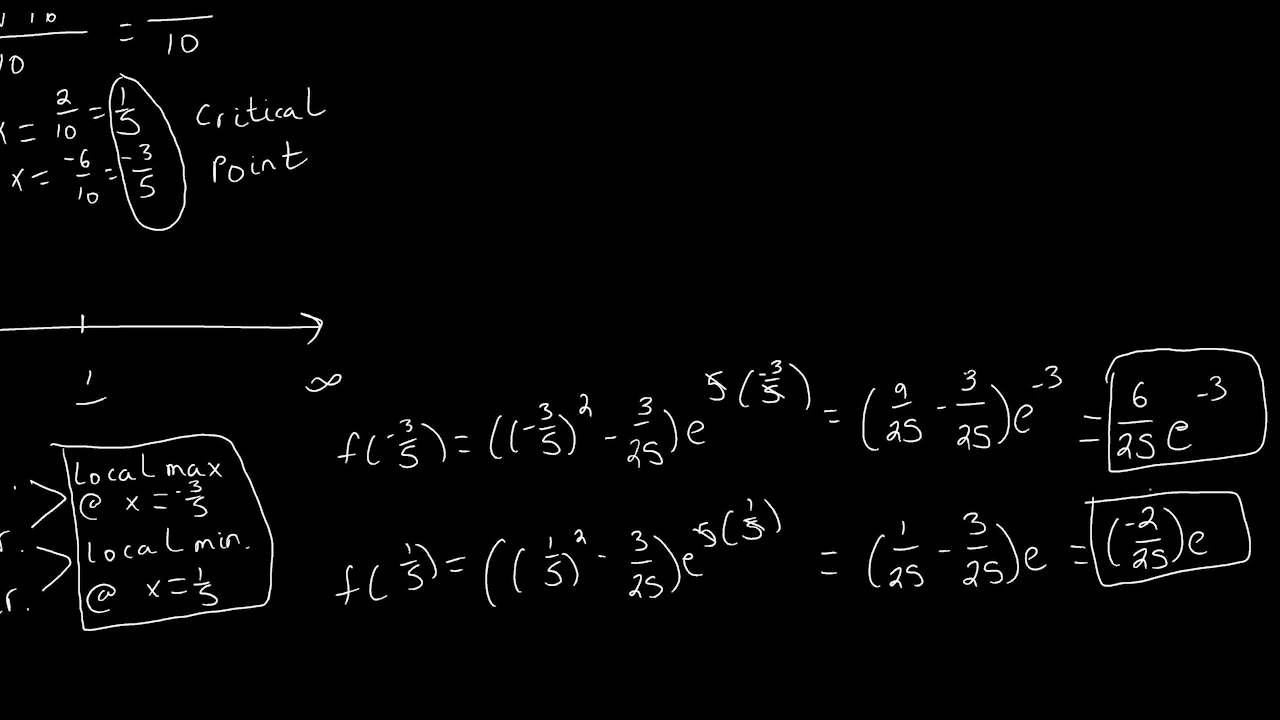 10 = 10
x = 2/10 = 1/5 Critical
x = -6/10 = -3/5 Point
1 ∞
f(-3/5) = ((-3/5)^2 - 3/25)e^5(-3/5) = (9/25 - 3/25)e^-3 = 6/25 e^-3
Local max
@ x = -3/5
r. Local min.
r. @ x = 1/5
f(1/5) = ((1/5)^2 - 3/25)e^5(1/5) = (1/25 - 3/25)e = (-2/25)e